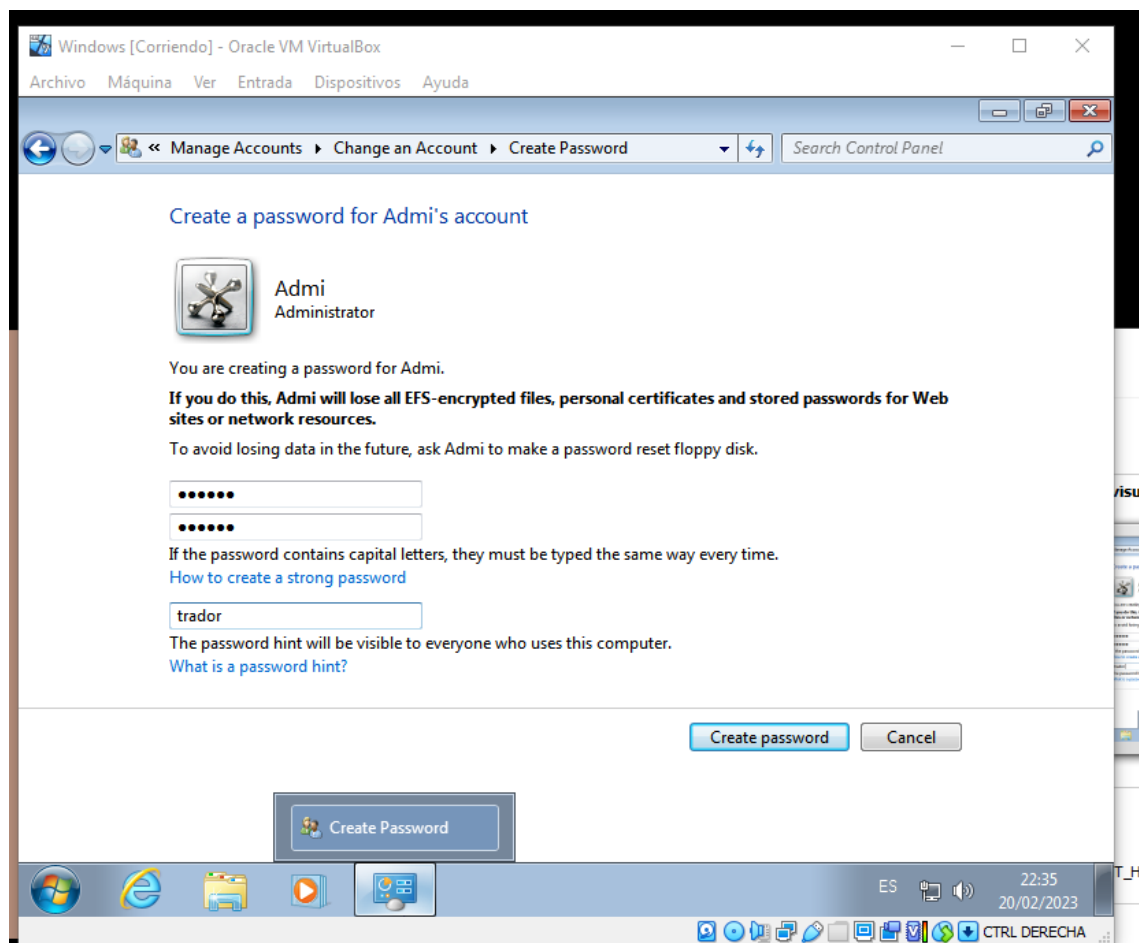 Windows [Corriendo] - Oracle VM VirtualBox
Archivo Máquina Ver Entrada Dispositivos Ayuda
« Manage Accounts Change an Account Create Password Search Control Panel
Create a password for Admi's account
Admi
Administrator
You are creating a password for Admi.
If you do this, Admi will lose all EFS-encrypted files, personal certificates and stored passwords for Web
sites or network resources.
To avoid losing data in the future, ask Admi to make a password reset floppy disk.
If the password contains capital letters, they must be typed the same way every time.
How to create a strong password
trador
The password hint will be visible to everyone who uses this computer.
What is a password hint?
Create password Cancel
Create Password
ES 22:35
20/02/2023
CTRL DERECHA